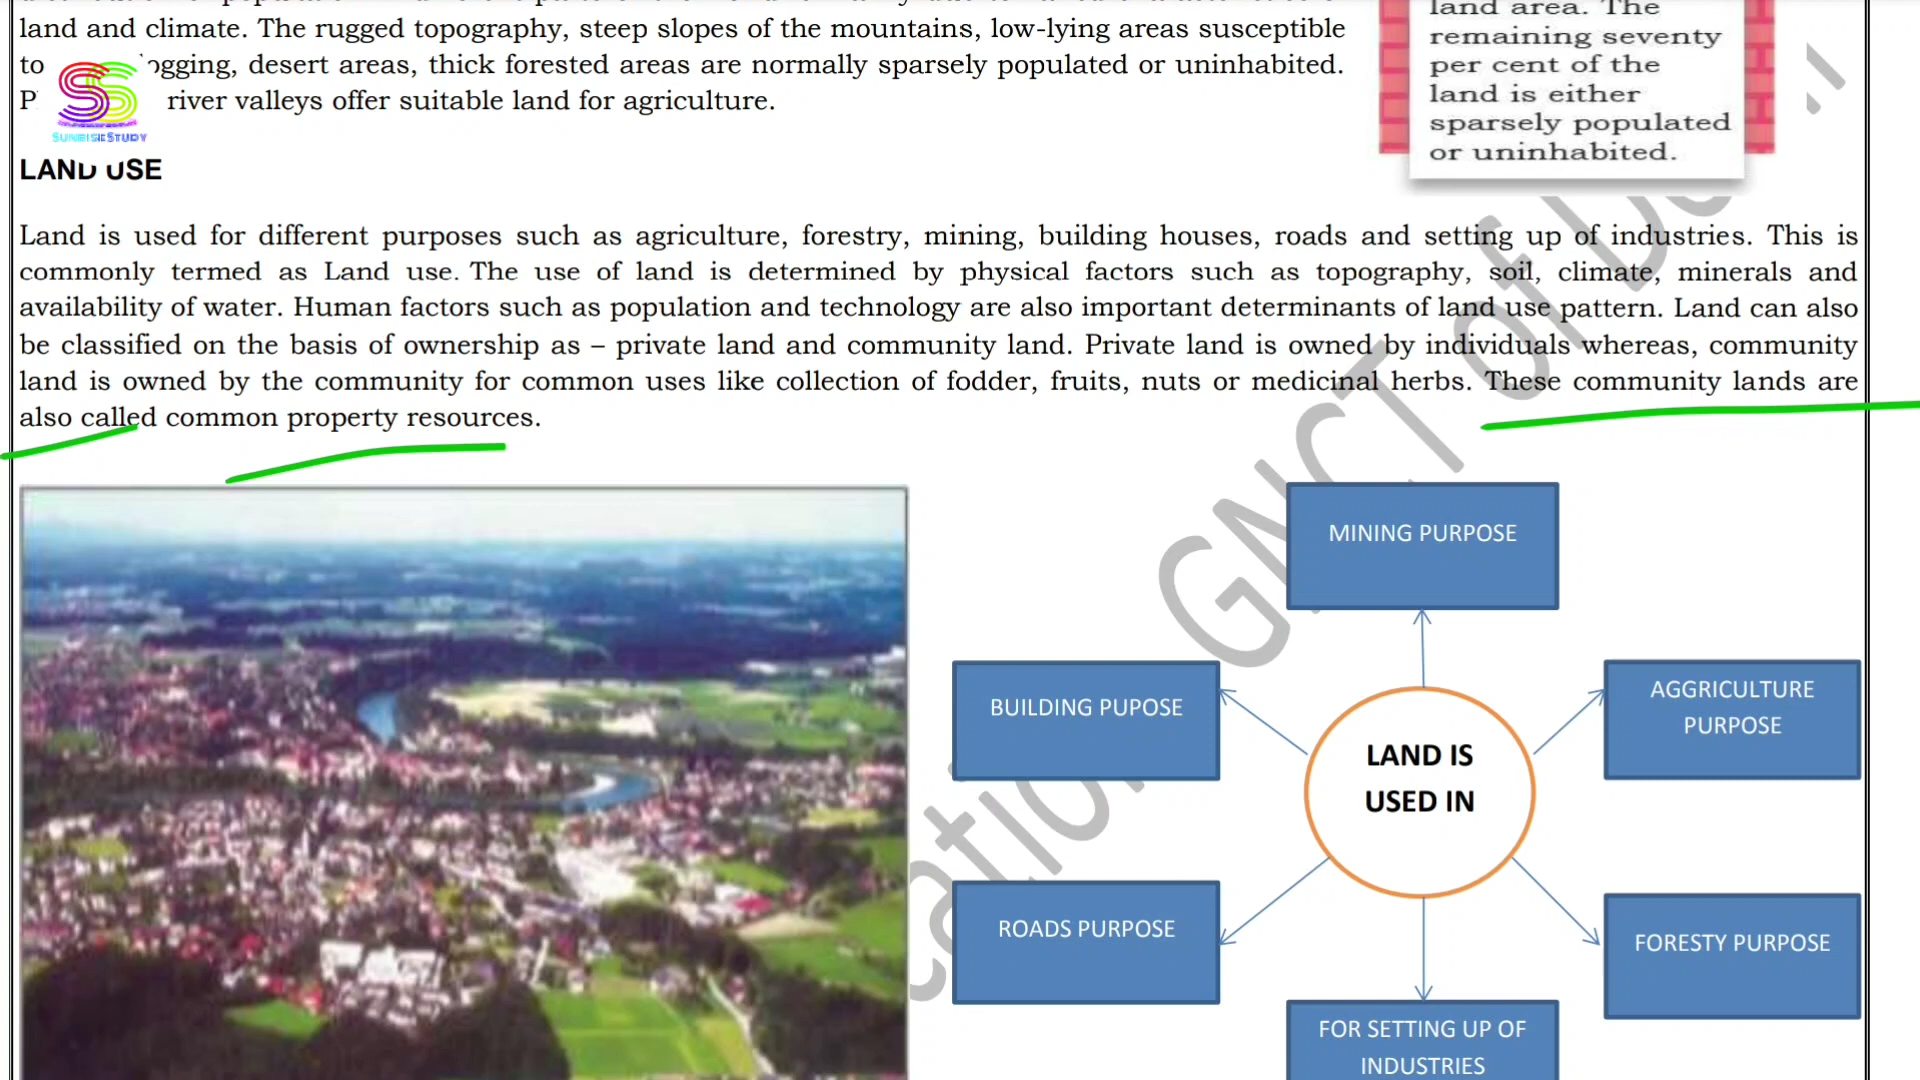 land and climate. The rugged topography, steep slopes of the mountains, low-lying areas susceptible
to ogging, desert areas, thick forested areas are normally sparsely populated or uninhabited.
river valleys offer suitable land for agriculture.
SUNRISE STUDY
land area. The
remaining seventy
per cent of the
land is either
sparsely populated
or uninhabited.
LAND USE
Land is used for different purposes such as agriculture, forestry, mining, building houses, roads and setting up of industries. This is
commonly termed as Land use. The use of land is determined by physical factors such as topography, soil, climate, minerals and
availability of water. Human factors such as population and technology are also important determinants of land use pattern. Land can also
be classified on the basis of ownership as – private land and community land. Private land is owned by individuals whereas, community
land is owned by the community for common uses like collection of fodder, fruits, nuts or medicinal herbs. These community lands are
also called common property resources.
MINING PURPOSE
BUILDING PUPOSE
AGGRICULTURE
PURPOSE
LAND IS
USED IN
ROADS PURPOSE
FORESTY PURPOSE
FOR SETTING UP OF
INDUSTRIES
GNCT of